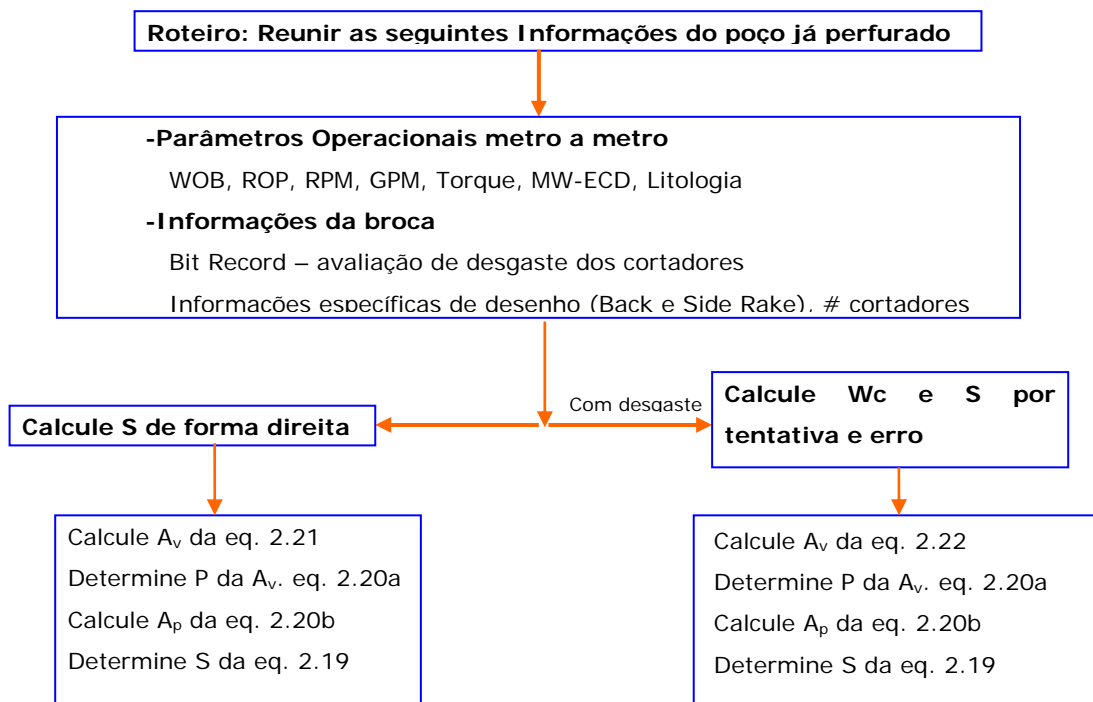 Roteiro: Reunir as seguintes Informações do poço já perfurado
-Parâmetros Operacionais metro a metro
WOB, ROP, RPM, GPM, Torque, MW-ECD, Litologia
-Informações da broca
Bit Record – avaliação de desgaste dos cortadores
Informações específicas de desenho (Back e Side Rake), # cortadores
Com desgaste
Calcule S de forma direita
Calcule Wc e S por
tentativa e erro
Calcule Av da eq. 2.21
Determine P da Av. eq. 2.20a
Calcule Ap da eq. 2.20b
Determine S da eq. 2.19
Calcule Av da eq. 2.22
Determine P da Av. eq. 2.20a
Calcule Ap da eq. 2.20b
Determine S da eq. 2.19